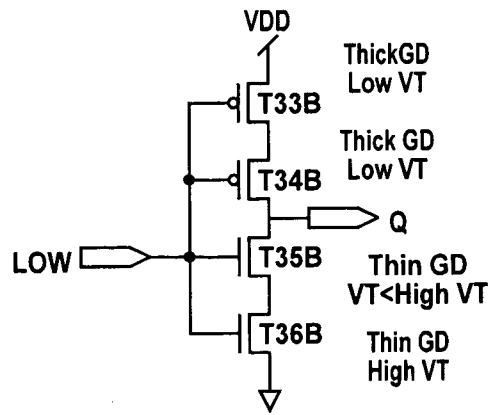 VDD
ThickGD
Low VT
T33B
Thick GD
Low VT
T34B
Q
LOW
T35B
Thin GD
VT<High VT
T36B
Thin GD
High VT